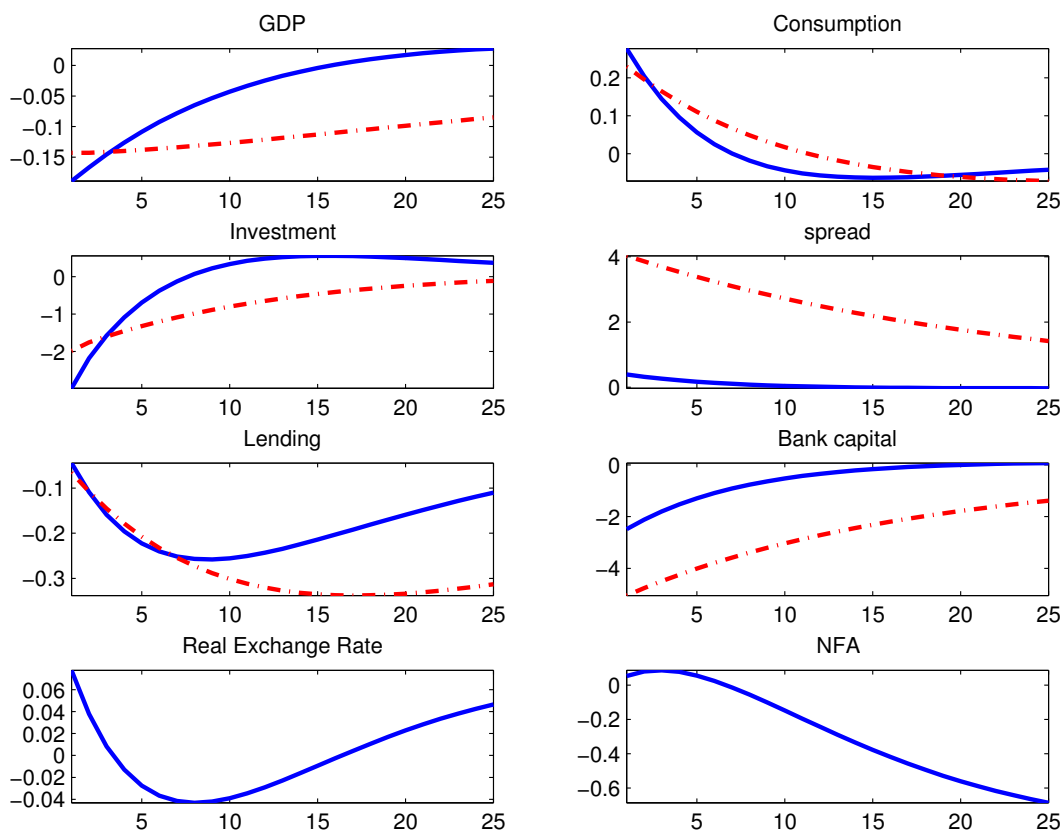 GDP
0
−0.05
−0.1
−0.15
5 10 15 20 25
Consumption
0.2
0.1
0
5 10 15 20 25
Investment
0
−1
−2
5 10 15 20 25
spread
4
2
0
5 10 15 20 25
Lending
−0.1
−0.2
−0.3
5 10 15 20 25
Bank capital
0
−2
−4
5 10 15 20 25
Real Exchange Rate
0.06
0.04
0.02
0
−0.02
−0.04
5 10 15 20 25
NFA
0
−0.2
−0.4
−0.6
5 10 15 20 25